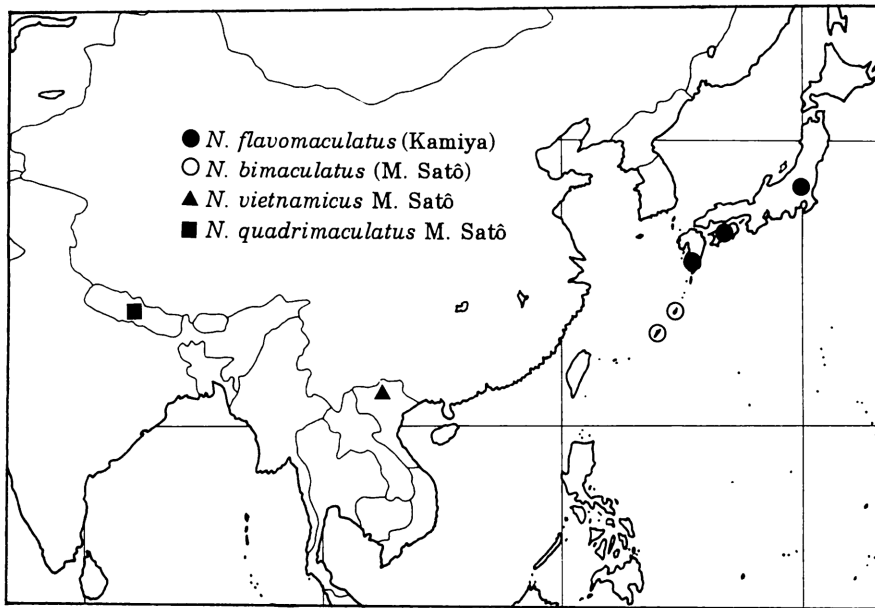 ● N. flavomaculatus (Kamiya)
○ N. bimaculatus (M. Satô)
▲ N. vietnamicus M. Satô
■ N. quadrimaculatus M. Satô